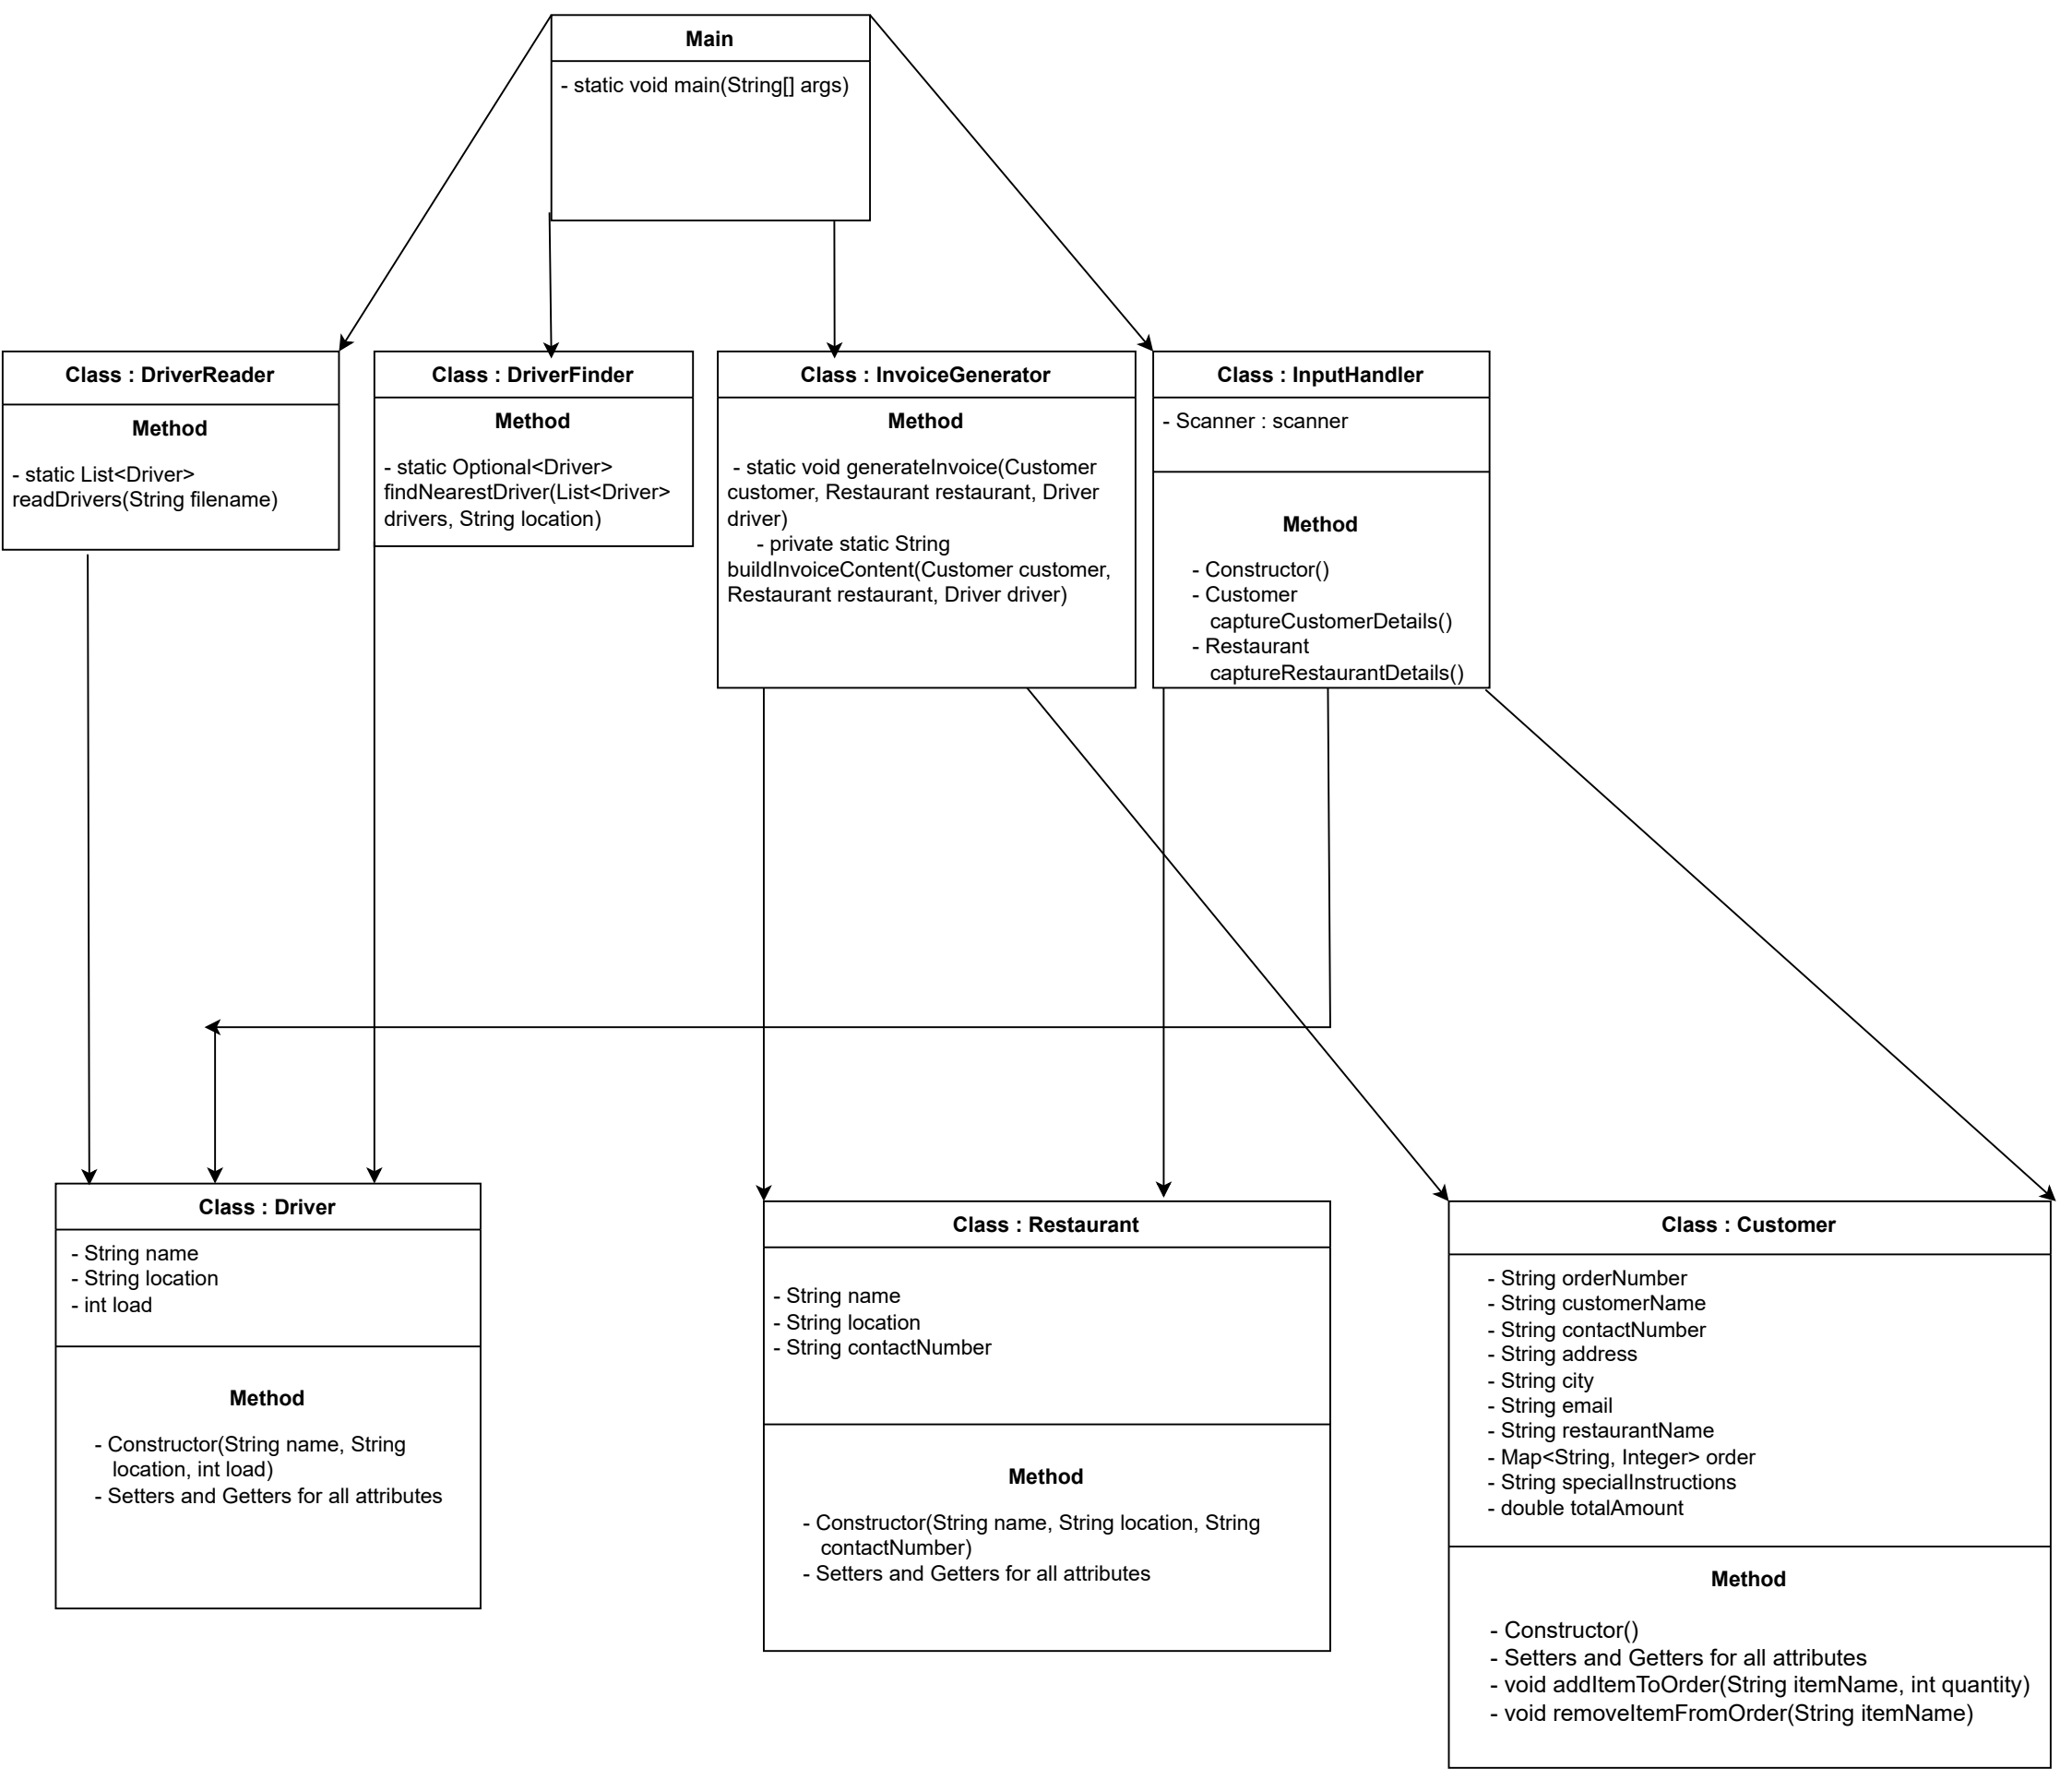 Main
- static void main(String[] args)
Class : DriverReader
Method
- static List<Driver>
readDrivers(String filename)
Class : DriverFinder
Method
- static Optional<Driver>
findNearestDriver(List<Driver>
drivers, String location)
Class : InvoiceGenerator
Method
- static void generateInvoice(Customer
customer, Restaurant restaurant, Driver
driver)
- private static String
buildInvoiceContent(Customer customer,
Restaurant restaurant, Driver driver)
Class : InputHandler
- Scanner : scanner
Method
- Constructor()
- Customer
captureCustomerDetails()
- Restaurant
captureRestaurantDetails()
Class : Driver
- String name
- String location
- int load
Method
- Constructor(String name, String
location, int load)
- Setters and Getters for all attributes
Class : Restaurant
- String name
- String location
- String contactNumber
Method
- Constructor(String name, String location, String
contactNumber)
- Setters and Getters for all attributes
Class : Customer
- String orderNumber
- String customerName
- String contactNumber
- String address
- String city
- String email
- String restaurantName
- Map<String, Integer> order
- String specialInstructions
- double totalAmount
Method
- Constructor()
- Setters and Getters for all attributes
- void addItemToOrder(String itemName, int quantity)
- void removeItemFromOrder(String itemName)